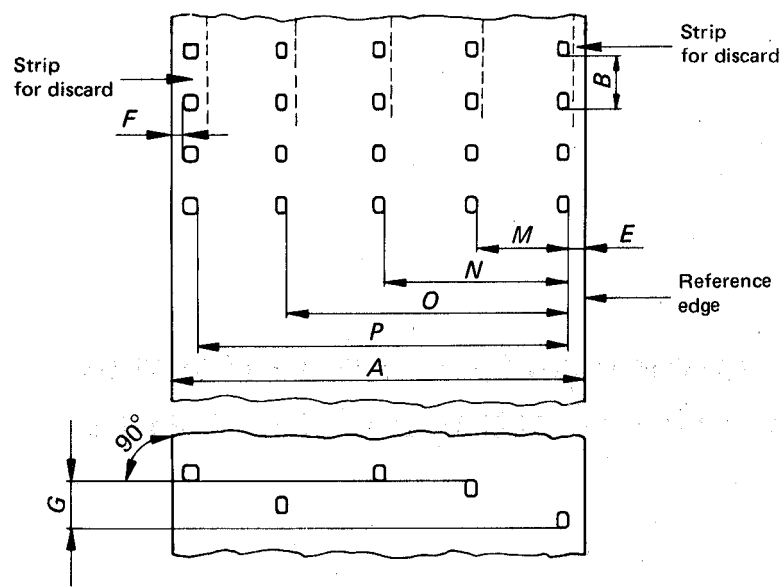 Strip
for discard
Strip
for discard
F
B
M
E
N
O
Reference
edge
P
A
90°
G